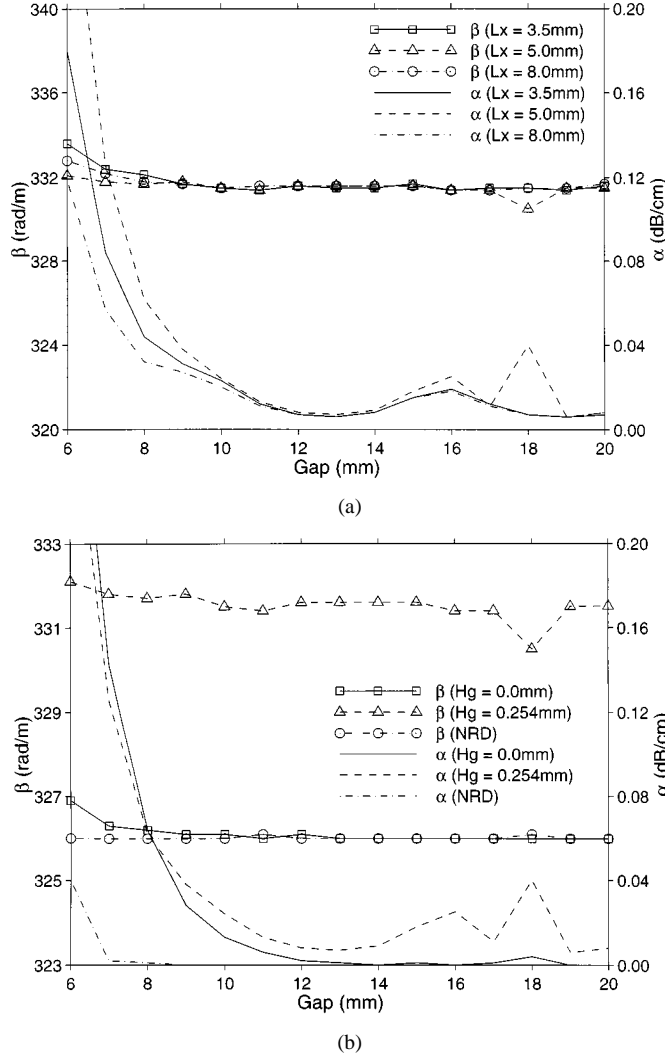 340
336
332
328
324
320
β (rad/m)
β (Lx = 3.5mm)
β (Lx = 5.0mm)
β (Lx = 8.0mm)
α (Lx = 3.5mm)
α (Lx = 5.0mm)
α (Lx = 8.0mm)
0.20
0.16
0.12
0.08
0.04
0.00
α (dB/cm)
6 8 10 12 14 16 18 20
Gap (mm)
(a)
333
331
329
327
325
323
β (rad/m)
β (Hg = 0.0mm)
β (Hg = 0.254mm)
β (NRD)
α (Hg = 0.0mm)
α (Hg = 0.254mm)
α (NRD)
0.20
0.16
0.12
0.08
0.04
0.00
α (dB/cm)
6 8 10 12 14 16 18 20
Gap (mm)
(b)